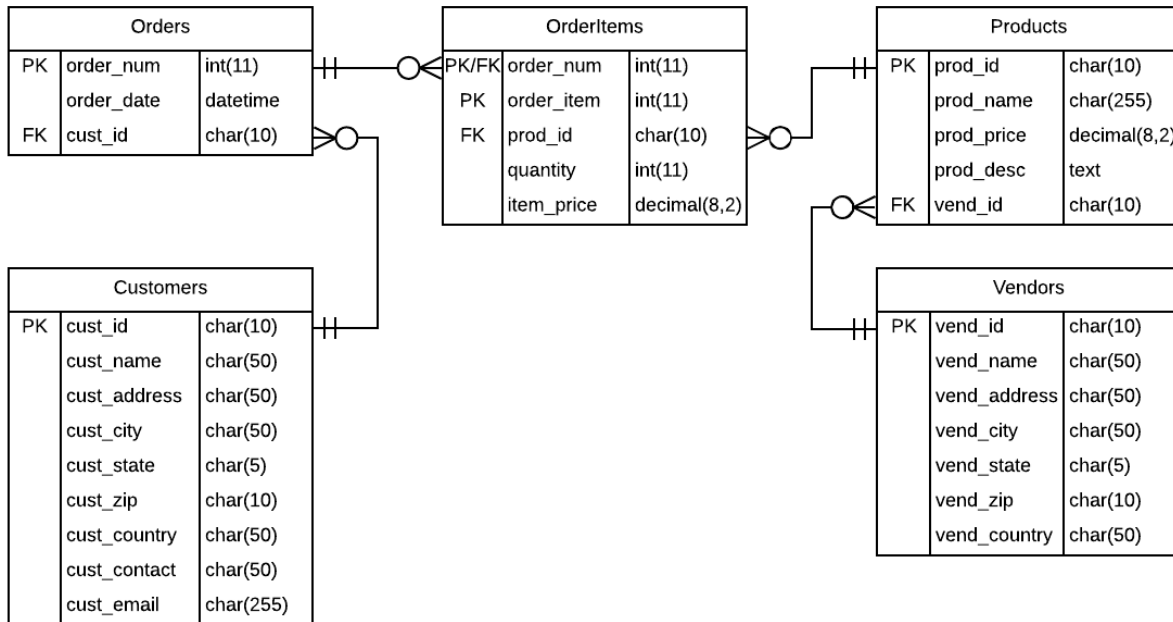 Orders
PK order_num int(11)
order_date datetime
FK cust_id char(10)
OrderItems
PK/FK order_num int(11)
PK order_item int(11)
FK prod_id char(10)
quantity int(11)
item_price decimal(8,2)
Products
PK prod_id char(10)
prod_name char(255)
prod_price decimal(8,2)
prod_desc text
FK vend_id char(10)
Customers
PK cust_id char(10)
cust_name char(50)
cust_address char(50)
cust_city char(50)
cust_state char(5)
cust_zip char(10)
cust_country char(50)
cust_contact char(50)
cust_email char(255)
Vendors
PK vend_id char(10)
vend_name char(50)
vend_address char(50)
vend_city char(50)
vend_state char(5)
vend_zip char(10)
vend_country char(50)